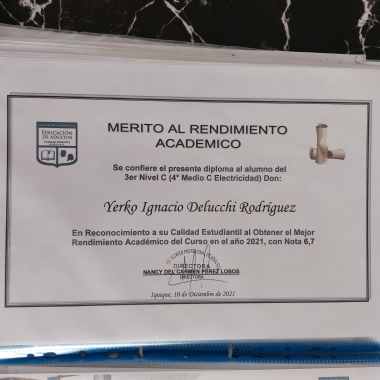 EDUCACIÓN
DE ADULTOS
MERITO AL RENDIMIENTO
ACADEMICO
Se confiere el presente diploma al alumno del
3er Nivel C (4° Medio C Electricidad) Don:
Yerko Ignacio Delucchi Rodríguez
En Reconocimiento a su Calidad Estudiantil al Obtener el Mejor
Rendimiento Académico del Curso en el año 2021, con Nota 6,7
DIRECTORA
NANCY DEL CARMEN PEREZ LOBOS
DIRECTORA
Iquique, 10 de Diciembre de 2021